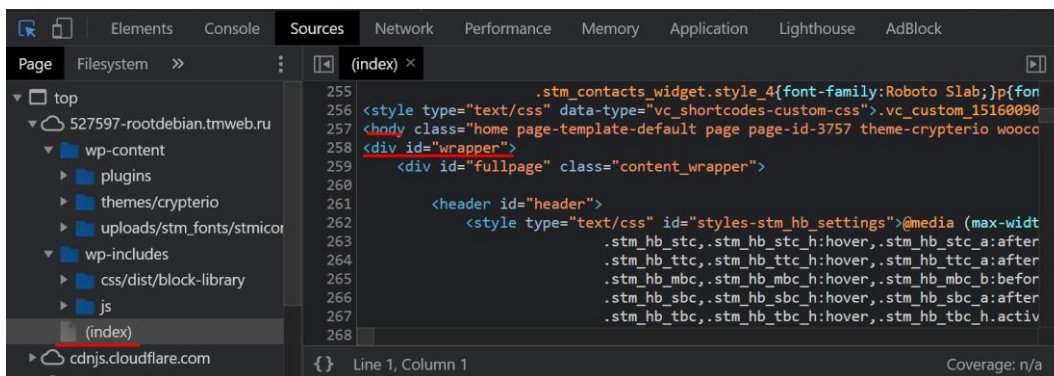 Elements Console Sources Network Performance Memory Application Lighthouse AdBlock
Page Filesystem »
top
527597-rootdebian.tmweb.ru
wp-content
plugins
themes/crypterio
uploads/stm_fonts/stmicor
wp-includes
css/dist/block-library
js
(index)
cdnjs.cloudflare.com
(index) ×
255 .stm_contacts_widget.style_4{font-family:Roboto Slab;}p{fon
256 <style type="text/css" data-type="vc_shortcodes-custom-css">.vc_custom_15160090
257 <body class="home page-template-default page page-id-3757 theme-crypterio wooco
258 <div id="wrapper">
259 <div id="fullpage" class="content_wrapper">
260
261 <header id="header">
262 <style type="text/css" id="styles-stm_hb_settings">@media (max-widt
263 .stm_hb_stc,.stm_hb_stc_h:hover,.stm_hb_stc_a:after
264 .stm_hb_ttc,.stm_hb_ttc_h:hover,.stm_hb_ttc_a:after
265 .stm_hb_mbc,.stm_hb_mbc_h:hover,.stm_hb_mbc_b:befor
266 .stm_hb_sbc,.stm_hb_sbc_h:hover,.stm_hb_sbc_a:after
267 .stm_hb_tbc,.stm_hb_tbc_h:hover,.stm_hb_tbc_h.activ
268
{} Line 1, Column 1 Coverage: n/a